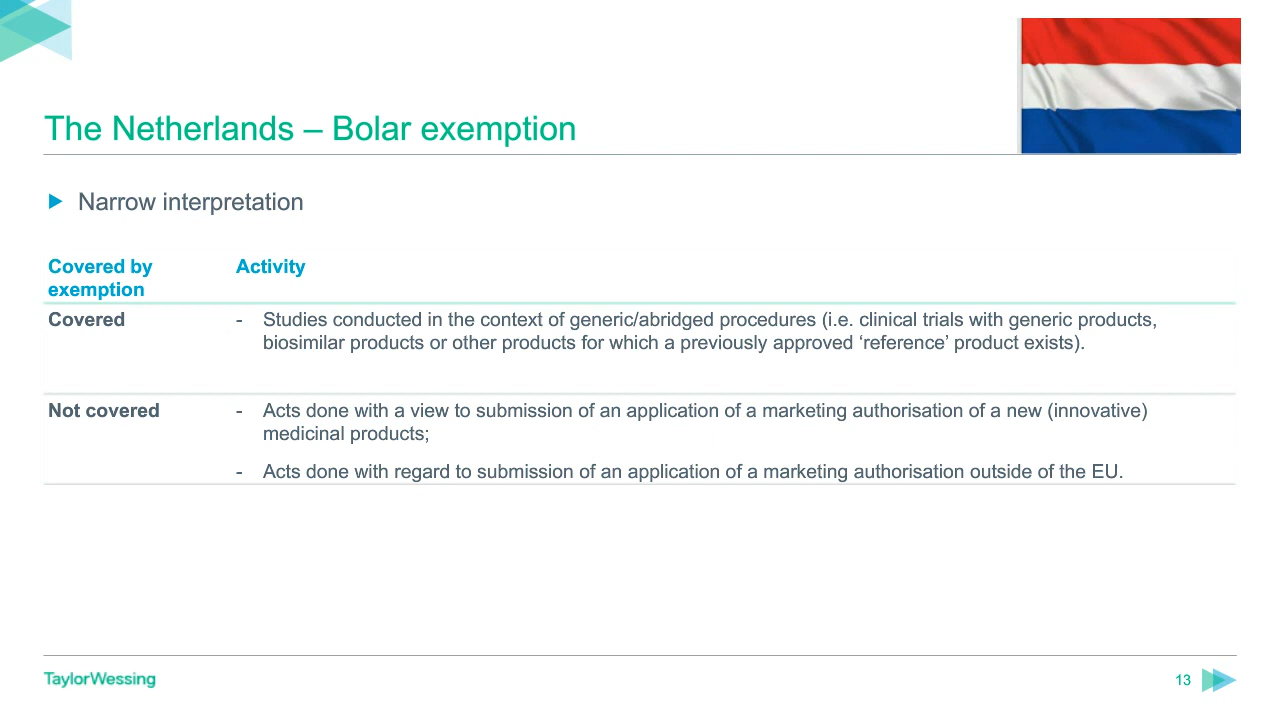 The Netherlands – Bolar exemption
Narrow interpretation
Covered by
exemption
Activity
Covered
- Studies conducted in the context of generic/abridged procedures (i.e. clinical trials with generic products,
biosimilar products or other products for which a previously approved ‘reference’ product exists).
Not covered
- Acts done with a view to submission of an application of a marketing authorisation of a new (innovative)
medicinal products;
- Acts done with regard to submission of an application of a marketing authorisation outside of the EU.
TaylorWessing
13